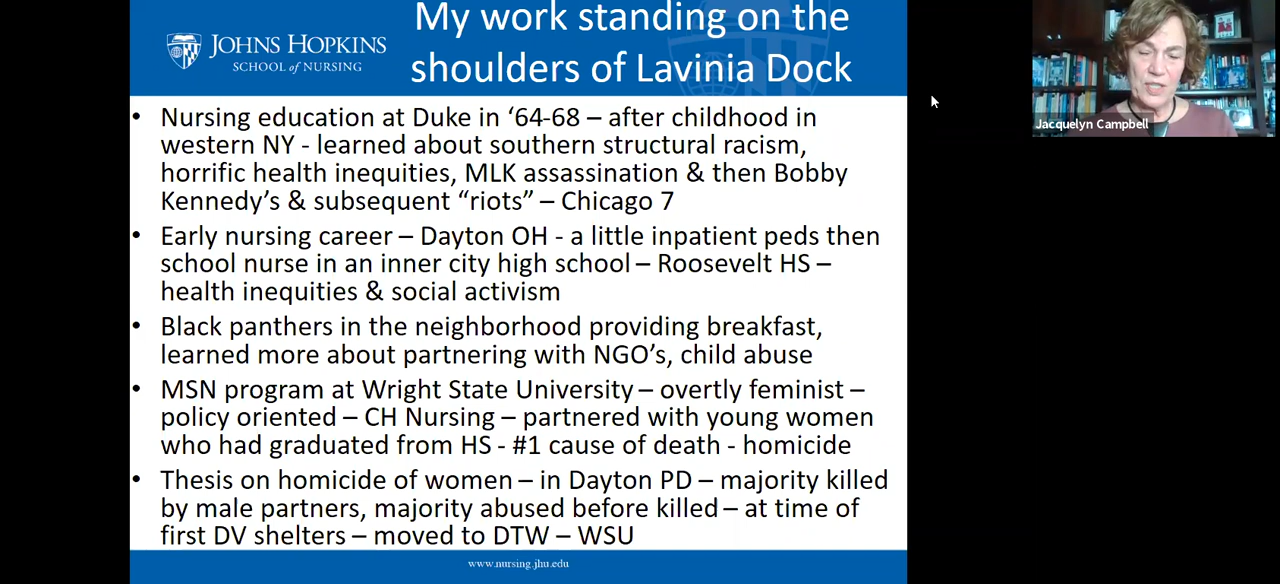 JOHNS HOPKINS
SCHOOL of NURSING
My work standing on the
shoulders of Lavinia Dock
• Nursing education at Duke in ‘64-68 – after childhood in
western NY - learned about southern structural racism,
horrific health inequities, MLK assassination & then Bobby
Kennedy’s & subsequent “riots” – Chicago 7
• Early nursing career – Dayton OH - a little inpatient peds then
school nurse in an inner city high school – Roosevelt HS –
health inequities & social activism
• Black panthers in the neighborhood providing breakfast,
learned more about partnering with NGO’s, child abuse
• MSN program at Wright State University – overtly feminist –
policy oriented – CH Nursing – partnered with young women
who had graduated from HS - #1 cause of death - homicide
• Thesis on homicide of women – in Dayton PD – majority killed
by male partners, majority abused before killed – at time of
first DV shelters – moved to DTW – WSU
www.nursing.jhu.edu
Jacquelyn Campbell